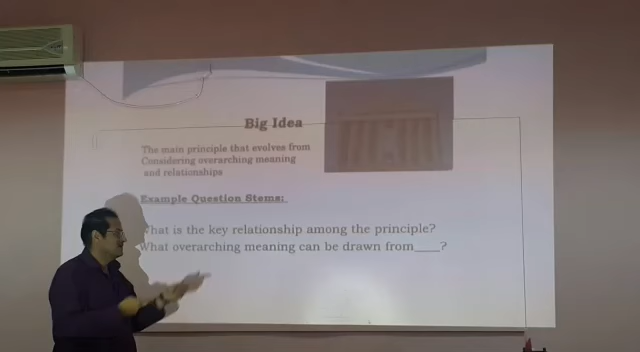 Big Idea
The main principle that evolves from
Considering overarching meaning
and relationships
Example Question Stems:
What is the key relationship among the principle?
What overarching meaning can be drawn from____?